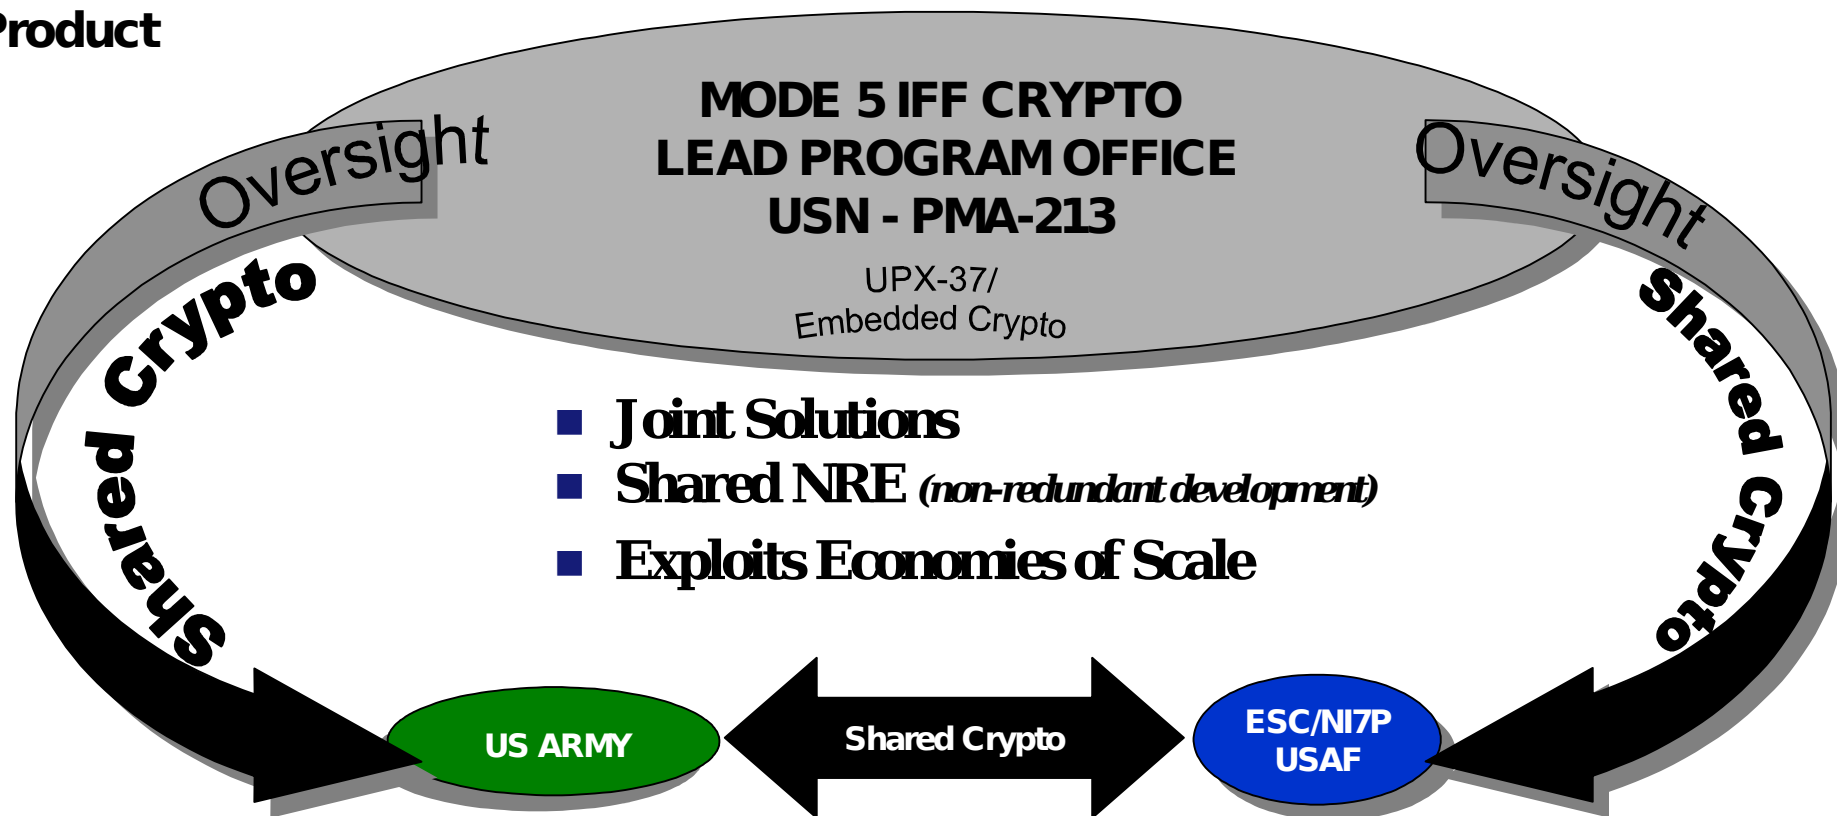 Product
MODE 5 IFF CRYPTO
LEAD PROGRAM OFFICE
USN - PMA-213
UPX-37/
Embedded Crypto
Oversight
Oversight
Shared Crypto
Shared Crypto
■ Joint Solutions
■ Shared NRE (non-redundant development)
■ Exploits Economies of Scale
US ARMY
Shared Crypto
ESC/NI7P
USAF